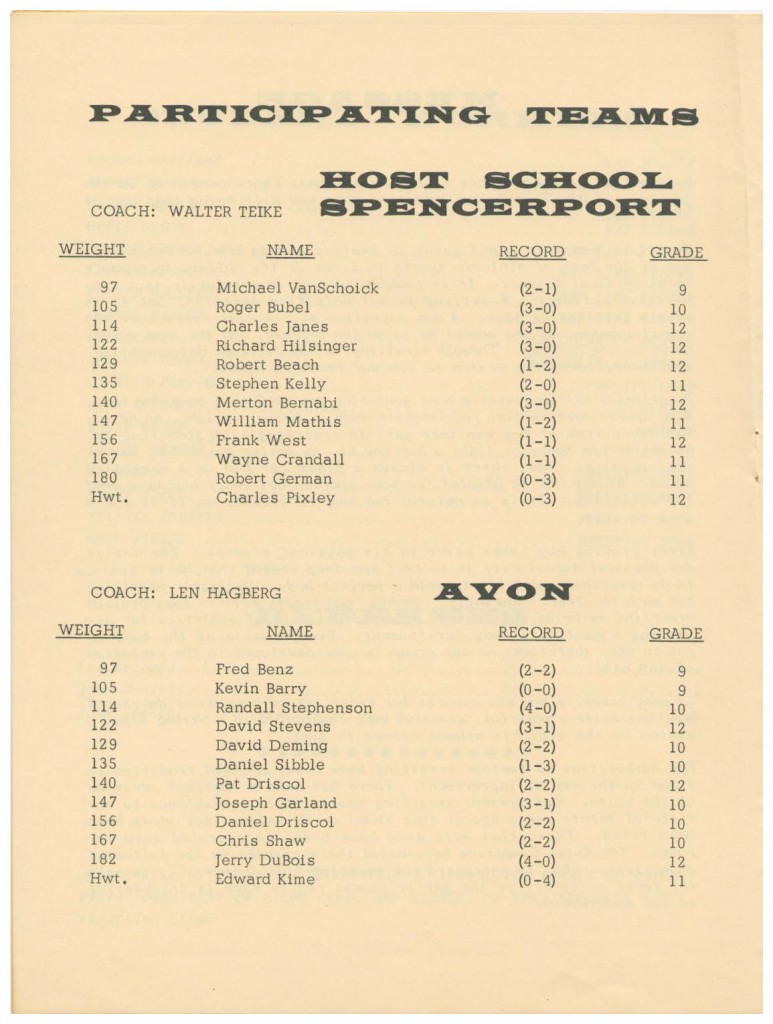 PARTICIPATING TEAMS
HOST SCHOOL
COACH: WALTER TEIKE SPENCERPORT
WEIGHT NAME RECORD GRADE
97 Michael VanSchoick (2-1) 9
105 Roger Bubel (3-0) 10
114 Charles Janes (3-0) 12
122 Richard Hilsinger (3-0) 12
129 Robert Beach (1-2) 12
135 Stephen Kelly (2-0) 11
140 Merton Bernabi (3-0) 12
147 William Mathis (1-2) 11
156 Frank West (1-1) 12
167 Wayne Crandall (1-1) 11
180 Robert German (0-3) 11
Hwt. Charles Pixley (0-3) 12
COACH: LEN HAGBERG AVON
WEIGHT NAME RECORD GRADE
97 Fred Benz (2-2) 9
105 Kevin Barry (0-0) 9
114 Randall Stephenson (4-0) 10
122 David Stevens (3-1) 12
129 David Deming (2-2) 10
135 Daniel Sibble (1-3) 10
140 Pat Driscol (2-2) 12
147 Joseph Garland (3-1) 10
156 Daniel Driscol (2-2) 10
167 Chris Shaw (2-2) 10
182 Jerry DuBois (4-0) 12
Hwt. Edward Kime (0-4) 11